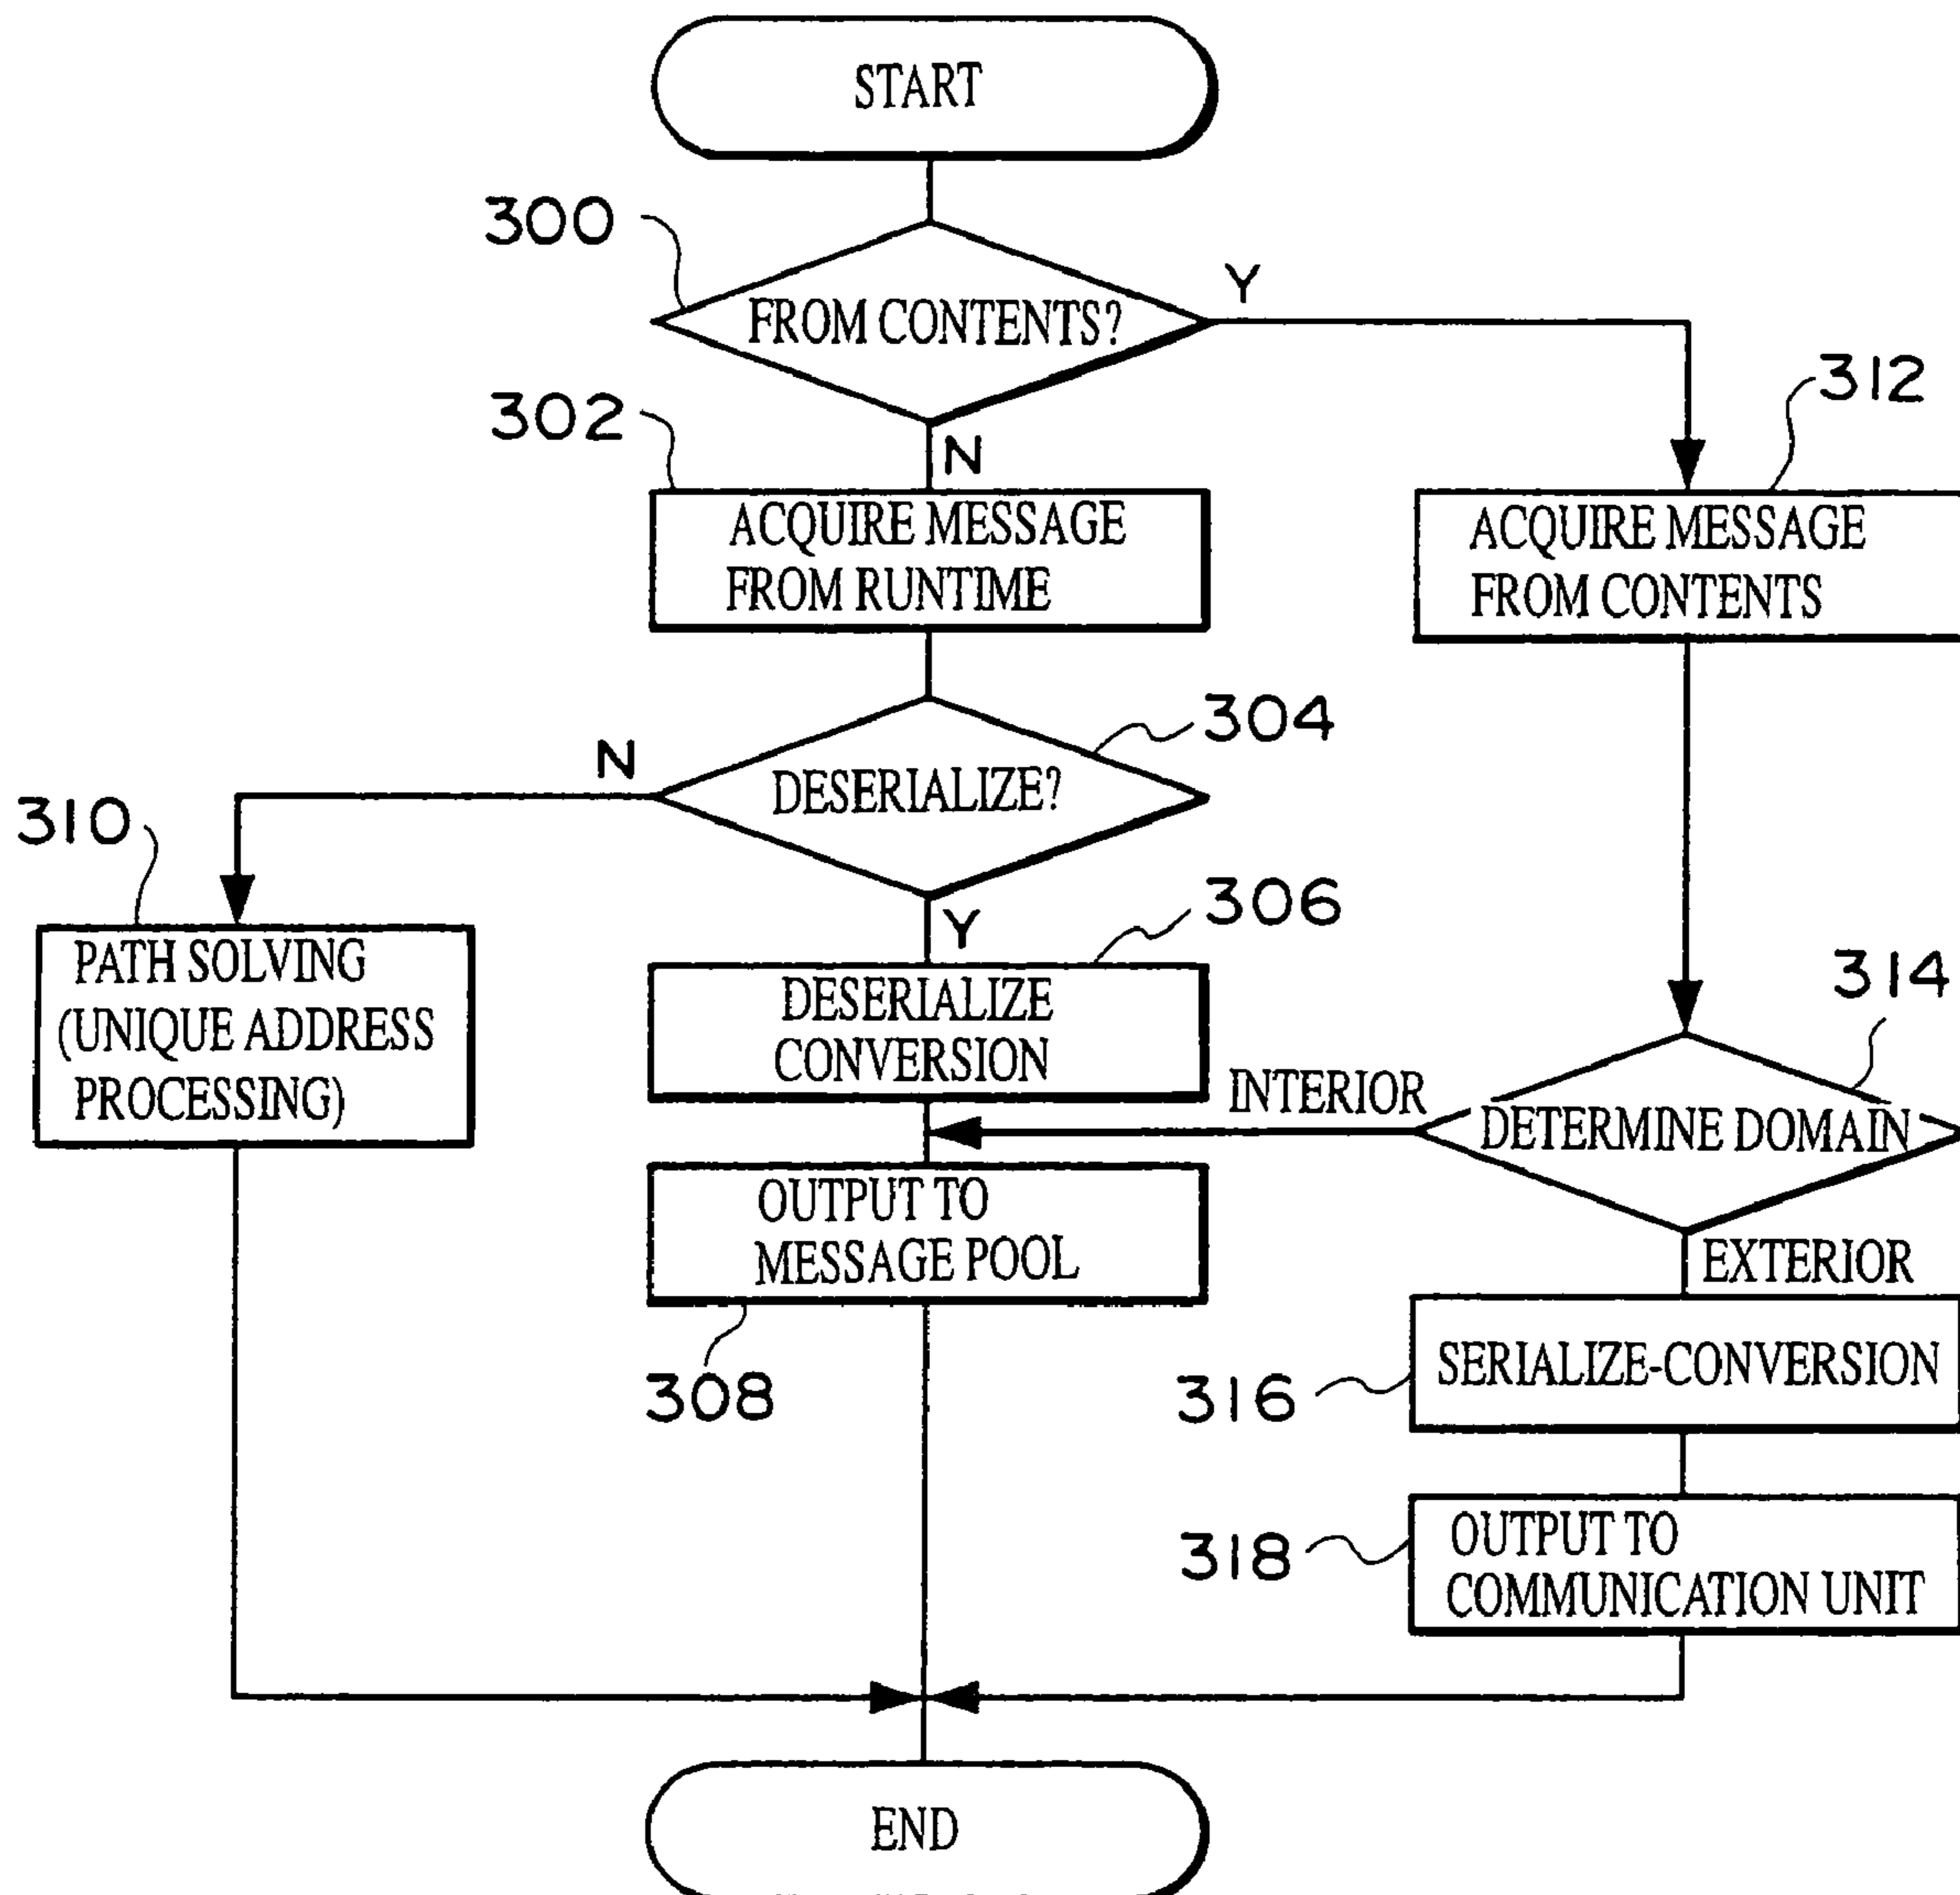 START
300
FROM CONTENTS?
Y
312
302
N
ACQUIRE MESSAGE
FROM RUNTIME
ACQUIRE MESSAGE
FROM CONTENTS
304
N
DESERIALIZE?
310
Y
306
PATH SOLVING
(UNIQUE ADDRESS
PROCESSING)
DESERIALIZE
CONVERSION
314
INTERIOR
DETERMINE DOMAIN
OUTPUT TO
MESSAGE POOL
EXTERIOR
308
316
SERIALIZE-CONVERSION
318
OUTPUT TO
COMMUNICATION UNIT
END